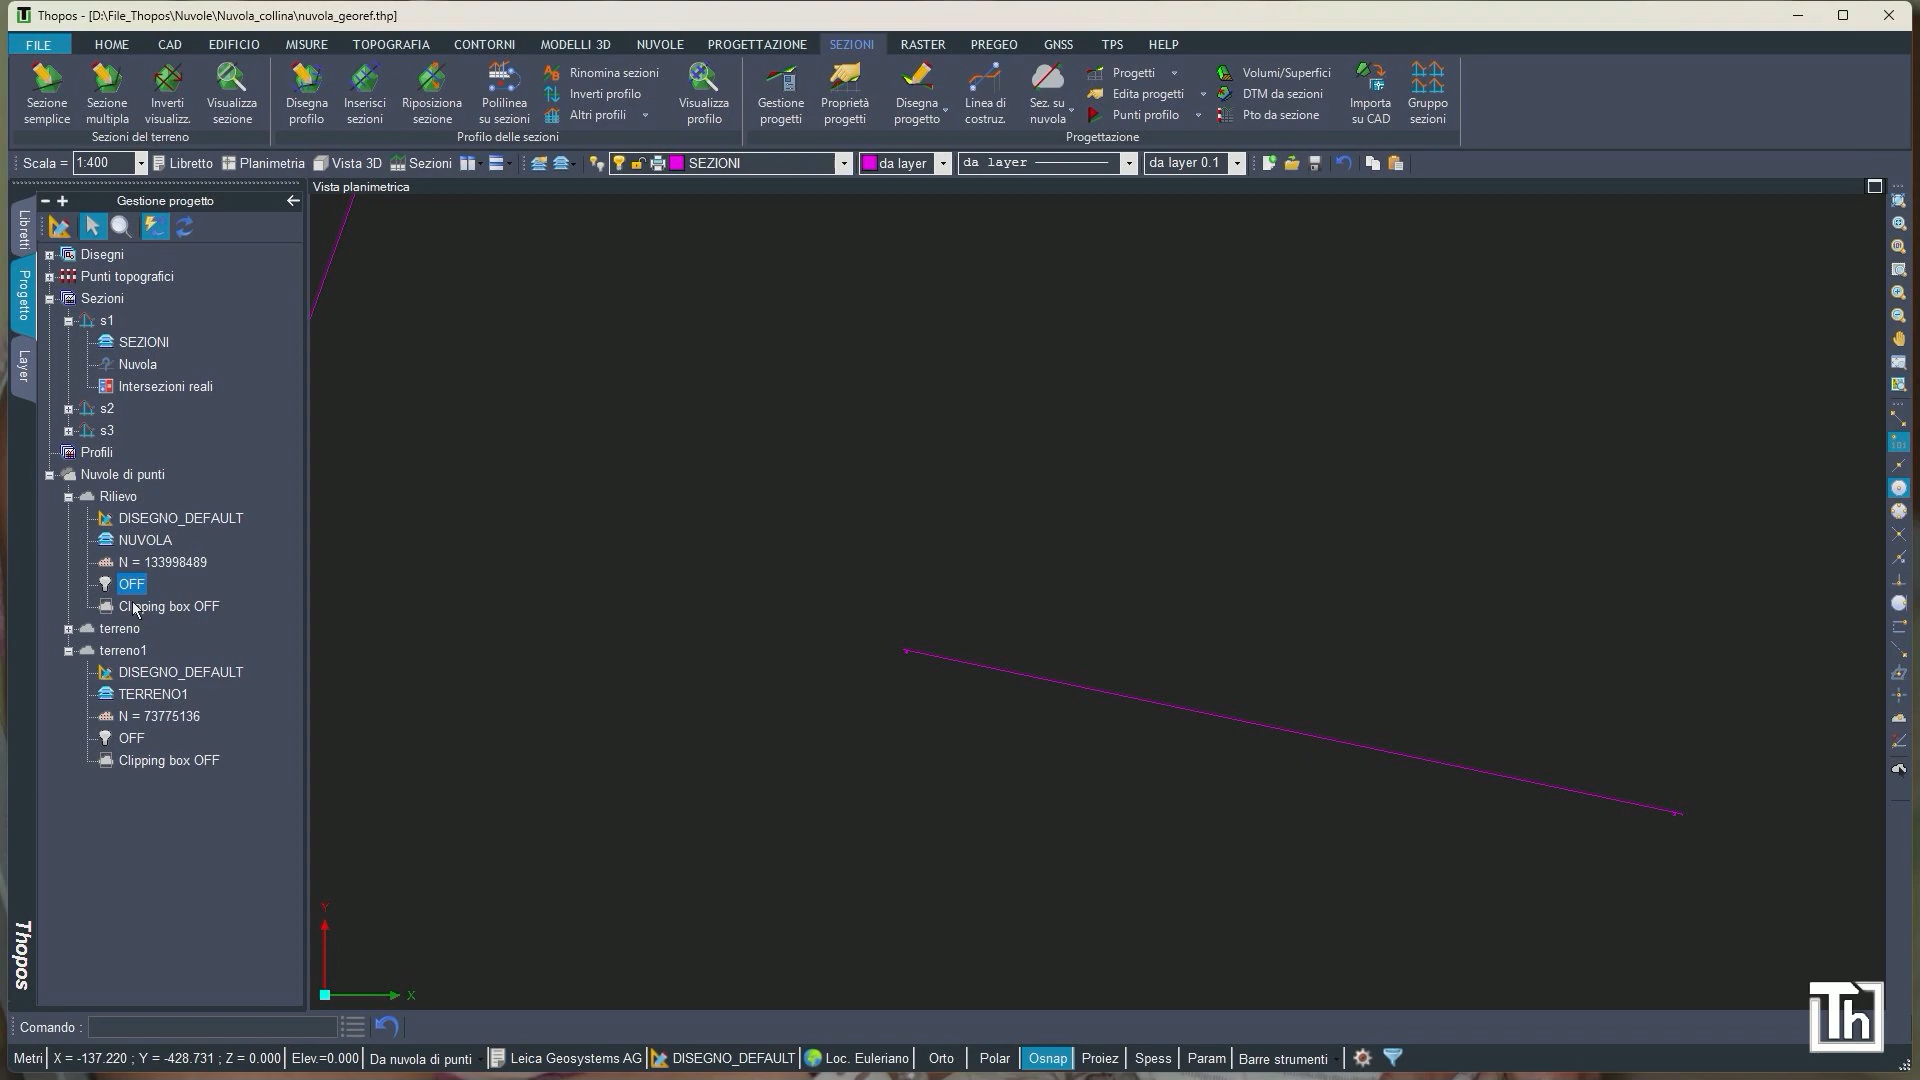 Thopos - [D:\File_Thopos\Nuvole\Nuvola_collina\nuvola_georef.thp]
FILE HOME CAD EDIFICIO MISURE TOPOGRAFIA CONTORNI MODELLI 3D NUVOLE PROGETTAZIONE SEZIONI RASTER PREGEO GNSS TPS HELP
Sezione semplice
Sezione multipla
Inverti visualizz.
Visualizza sezione
Sezioni del terreno
Disegna profilo
Inserisci sezioni
Riposiziona sezione
Polilinea su sezioni
Rinomina sezioni
Inverti profilo
Altri profili
Visualizza profilo
Profilo delle sezioni
Gestione progetti
Proprietà progetti
Disegna progetto
Linea di costruz.
Sez. su nuvola
Progetti
Edita progetti
Punti profilo
Volumi/Superfici
DTM da sezioni
Pto da sezione
Importa su CAD
Gruppo sezioni
Progettazione
Scala = 1:400 Libretto Planimetria Vista 3D Sezioni SEZIONI da layer da layer da layer 0.1
Gestione progetto
Vista planimetrica
Libretti
Progetto
Layer
Disegni
Punti topografici
Sezioni
s1
SEZIONI
Nuvola
Intersezioni reali
s2
s3
Profili
Nuvole di punti
Rilievo
DISEGNO_DEFAULT
NUVOLA
N = 133998489
OFF
Clipping box OFF
terreno
terreno1
DISEGNO_DEFAULT
TERRENO1
N = 73775136
OFF
Clipping box OFF
Thopos
Y
X
Th
Comando :
Metri X = -137.220 ; Y = -428.731 ; Z = 0.000 Elev.=0.000 Da nuvola di punti Leica Geosystems AG DISEGNO_DEFAULT Loc. Euleriano Orto Polar Osnap Proiez Spess Param Barre strumenti